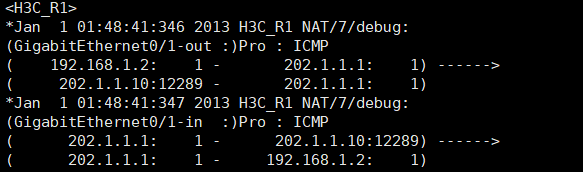 <H3C_R1>
*Jan  1 01:48:41:346 2013 H3C_R1 NAT/7/debug:
(GigabitEthernet0/1-out :)Pro : ICMP
(    192.168.1.2:    1 -       202.1.1.1:    1) ------>
(     202.1.1.10:12289 -       202.1.1.1:    1)
*Jan  1 01:48:41:347 2013 H3C_R1 NAT/7/debug:
(GigabitEthernet0/1-in  :)Pro : ICMP
(      202.1.1.1:    1 -      202.1.1.10:12289) ------>
(      202.1.1.1:    1 -     192.168.1.2:    1)